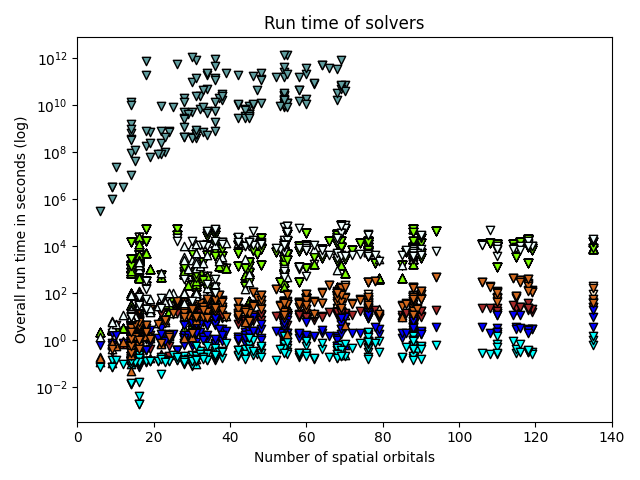 Run time of solvers
Overall run time in seconds (log)
10¹²
10¹⁰
10⁸
10⁶
10⁴
10²
10⁰
10⁻²
0 20 40 60 80 100 120 140
Number of spatial orbitals